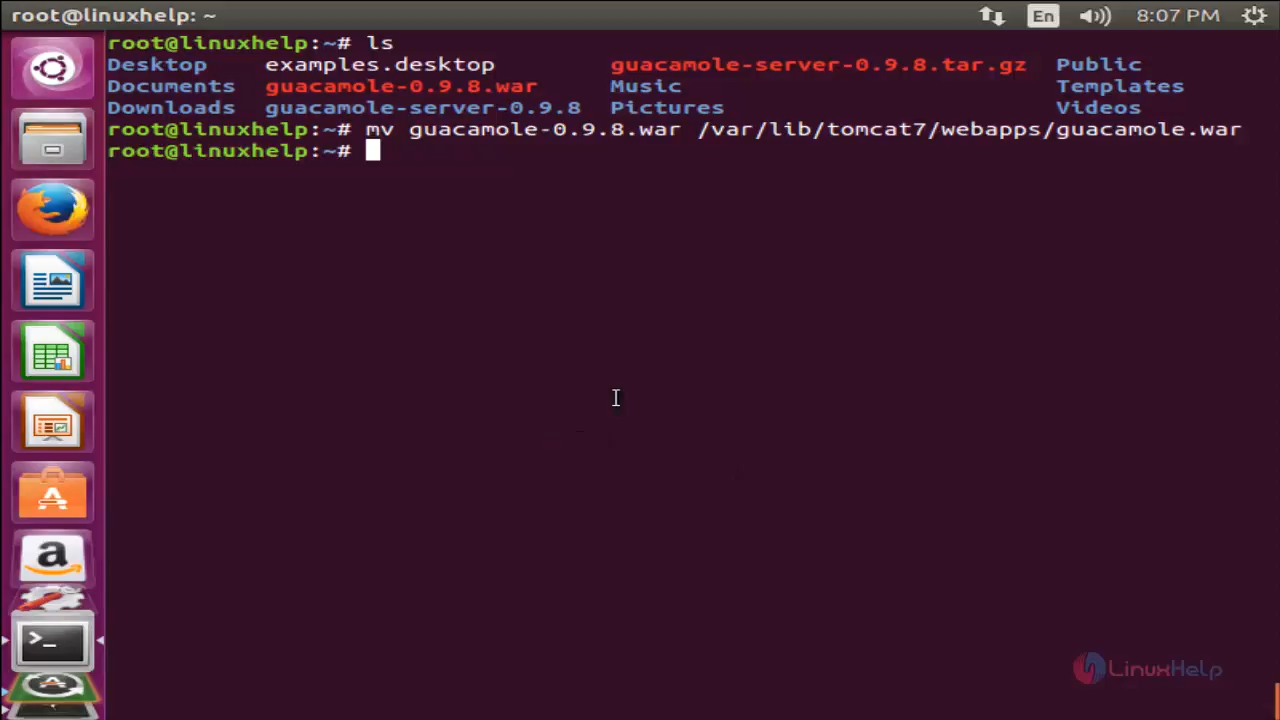 root@linuxhelp: ~ En 8:07 PM
root@linuxhelp:~# ls
Desktop examples.desktop guacamole-server-0.9.8.tar.gz Public
Documents guacamole-0.9.8.war Music Templates
Downloads guacamole-server-0.9.8 Pictures Videos
root@linuxhelp:~# mv guacamole-0.9.8.war /var/lib/tomcat7/webapps/guacamole.war
root@linuxhelp:~#
LinuxHelp